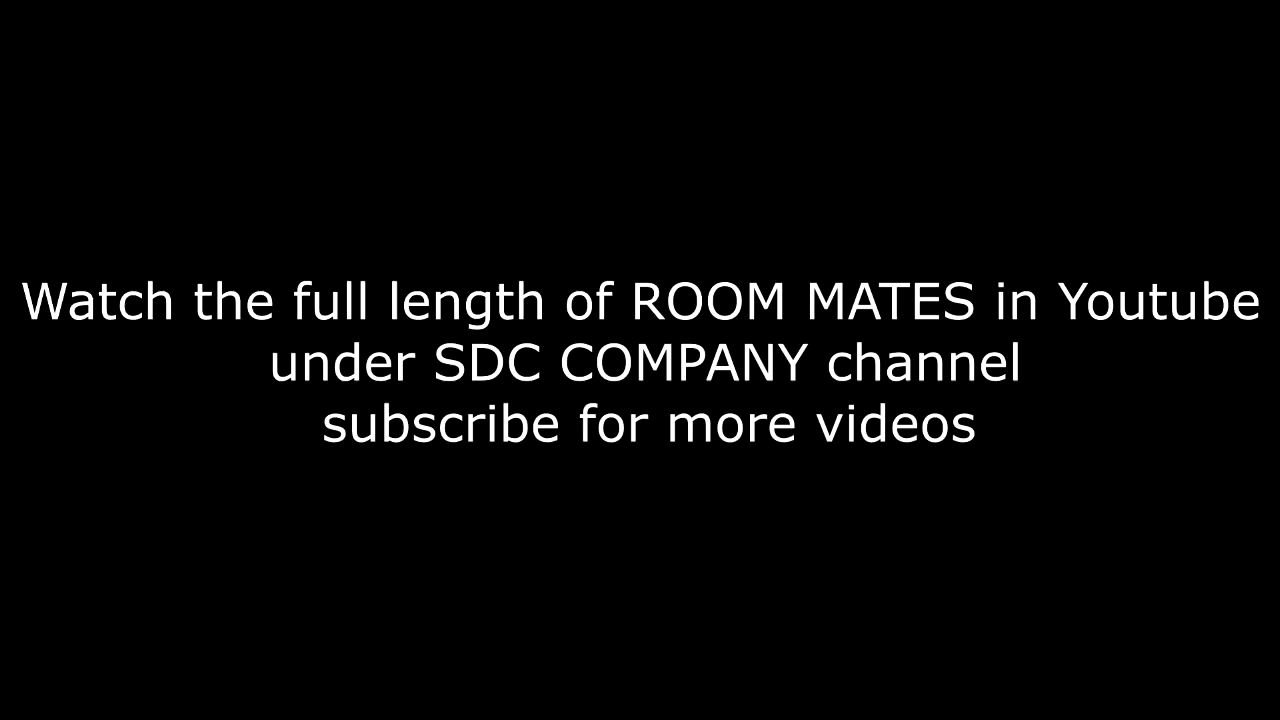 Watch the full length of ROOM MATES in Youtube
under SDC COMPANY channel
subscribe for more videos